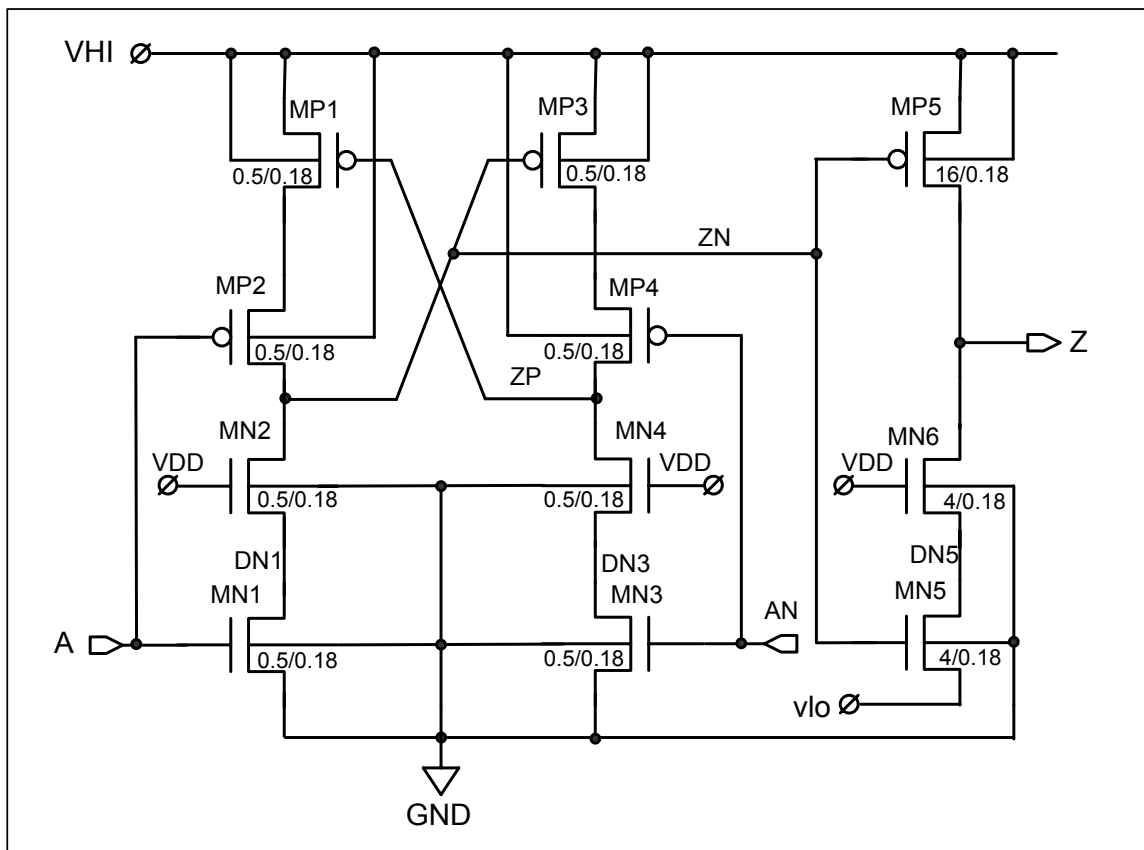 VHI
MP1
MP3
MP5
0.5/0.18
0.5/0.18
16/0.18
ZN
MP2
MP4
0.5/0.18
0.5/0.18
ZP
Z
MN2
MN4
MN6
VDD
VDD
VDD
0.5/0.18
0.5/0.18
4/0.18
DN1
DN3
DN5
MN1
MN3
MN5
A
AN
0.5/0.18
0.5/0.18
4/0.18
vlo
GND